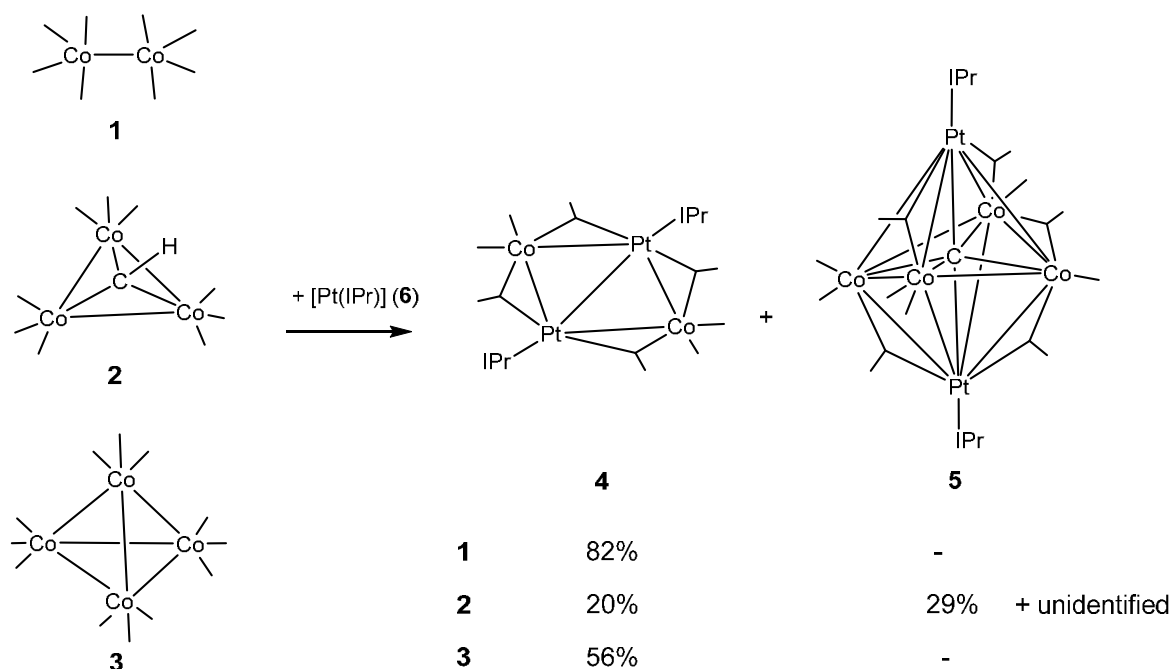 Co Co
1
Co
H
C
Co Co
2
Co
Co Co
Co
3
+ [Pt(IPr)] (6)
IPr
Pt
Co
Co
Pt
IPr
4
+
IPr
Pt
Co
C
Co Co Co
Pt
IPr
5
1 82% -
2 20% 29% + unidentified
3 56% -